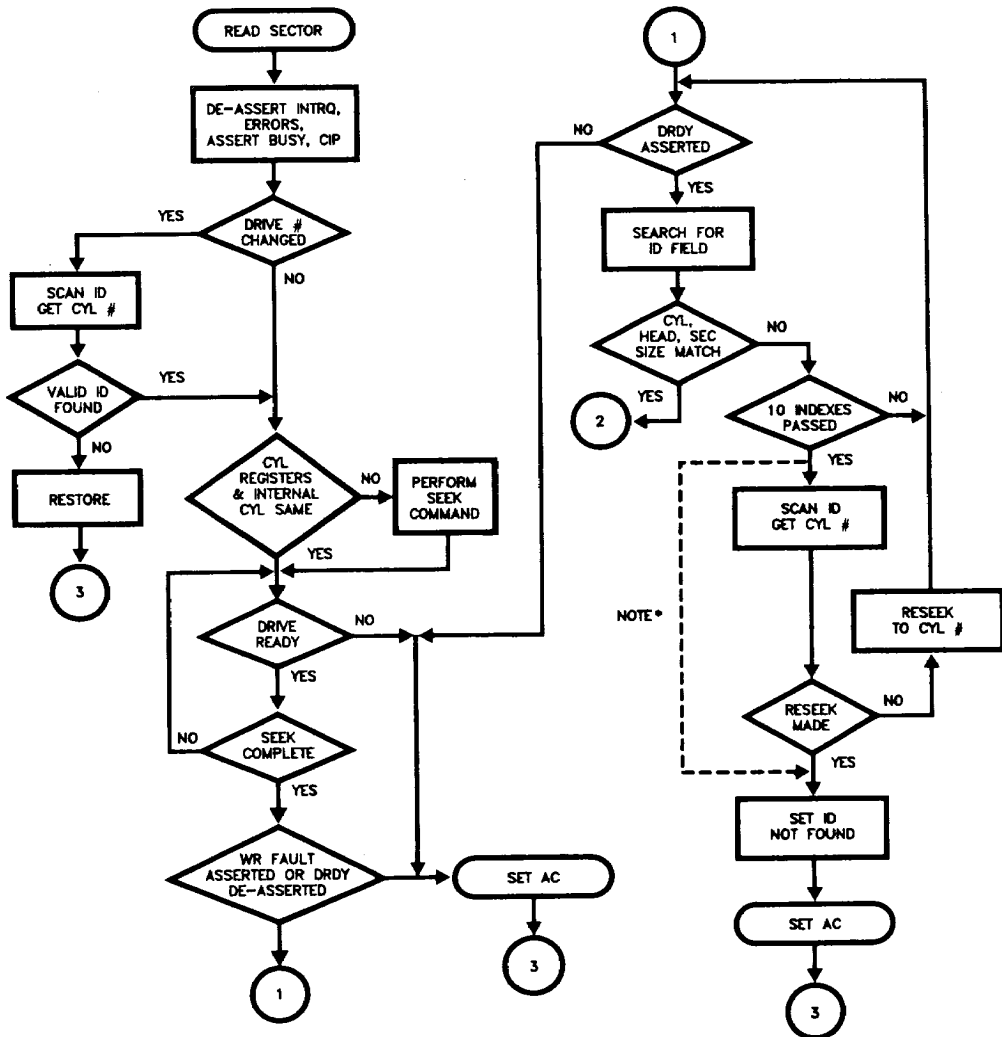 READ SECTOR
DE-ASSERT INTRQ,
ERRORS,
ASSERT BUSY, CIP
DRIVE #
CHANGED
YES
NO
SCAN ID
GET CYL #
VALID ID
FOUND
YES
NO
RESTORE
3
CYL
REGISTERS
& INTERNAL
CYL SAME
NO
PERFORM
SEEK
COMMAND
YES
DRIVE
READY
NO
YES
SEEK
COMPLETE
NO
YES
WR FAULT
ASSERTED OR DRDY
DE-ASSERTED
SET AC
3
1
1
DRDY
ASSERTED
NO
YES
SEARCH FOR
ID FIELD
CYL,
HEAD, SEC
SIZE MATCH
NO
YES
2
10 INDEXES
PASSED
NO
YES
SCAN ID
GET CYL #
NOTE*
RESEEK
TO CYL #
RESEEK
MADE
NO
YES
SET ID
NOT FOUND
SET AC
3